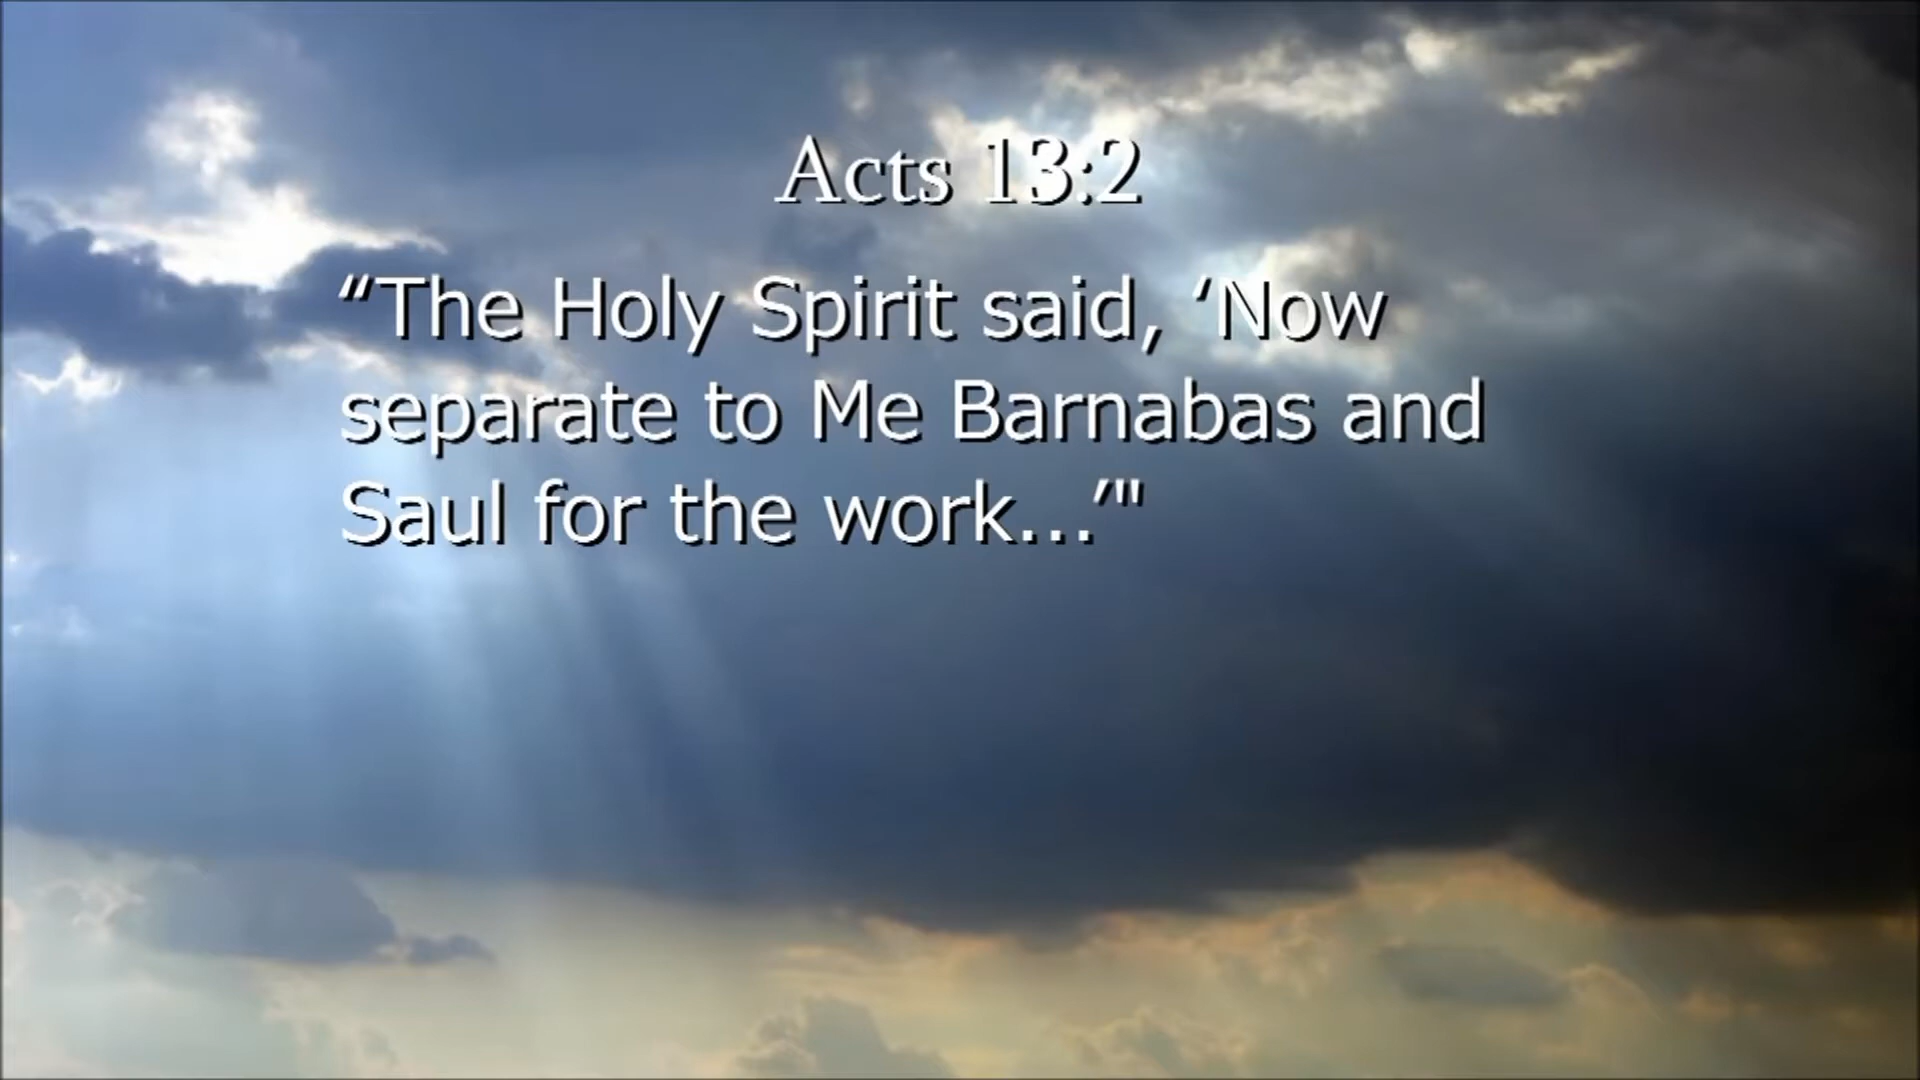 Acts 13:2
“The Holy Spirit said, ‘Now
separate to Me Barnabas and
Saul for the work...’"